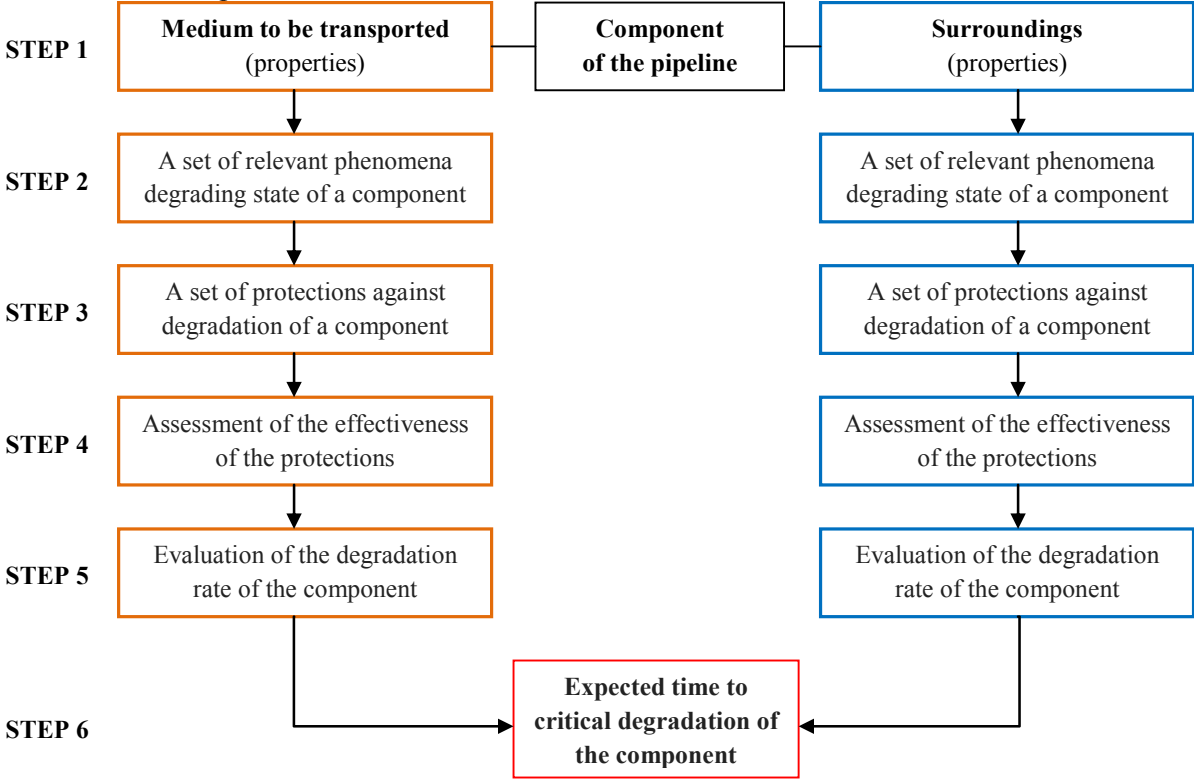 STEP 1
Medium to be transported
(properties)
Component
of the pipeline
Surroundings
(properties)
STEP 2
A set of relevant phenomena
degrading state of a component
A set of relevant phenomena
degrading state of a component
STEP 3
A set of protections against
degradation of a component
A set of protections against
degradation of a component
STEP 4
Assessment of the effectiveness
of the protections
Assessment of the effectiveness
of the protections
STEP 5
Evaluation of the degradation
rate of the component
Evaluation of the degradation
rate of the component
STEP 6
Expected time to
critical degradation of
the component